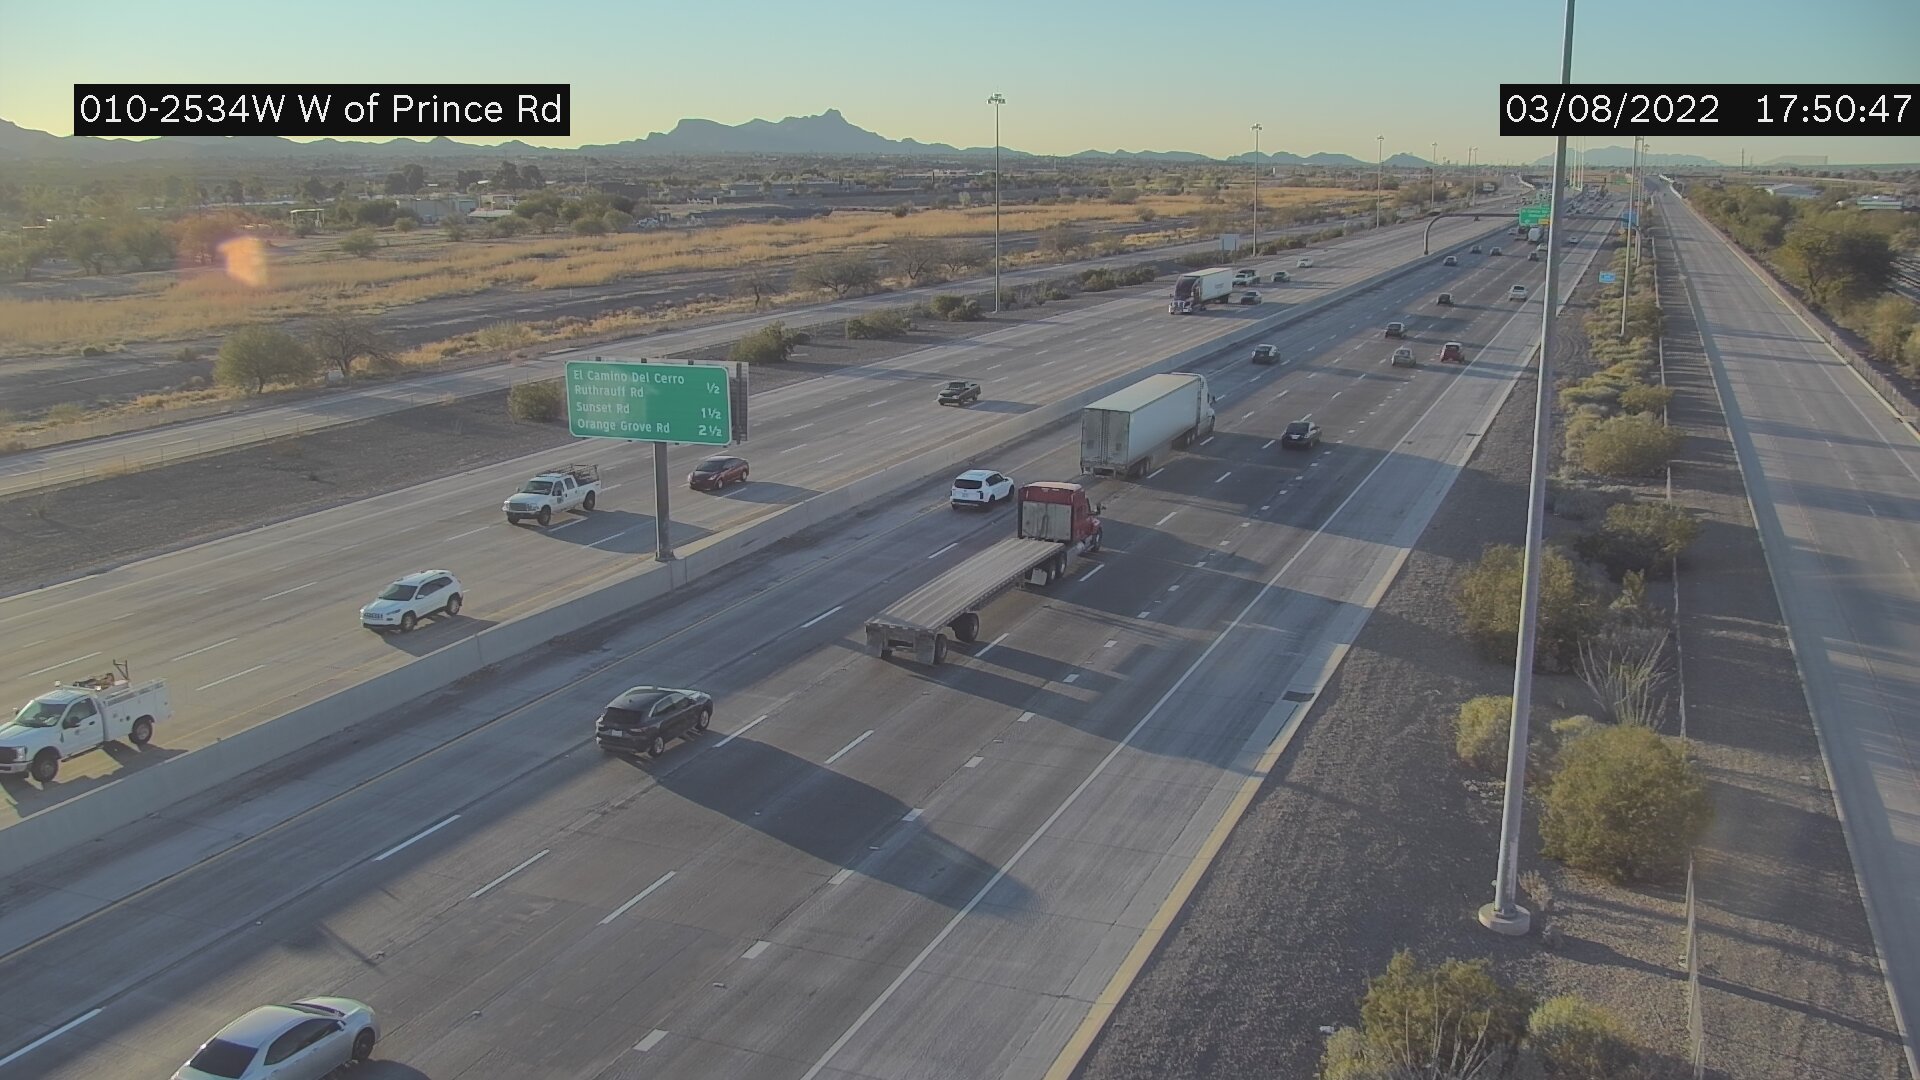 010-2534W W of Prince Rd
03/08/2022 17:50:47
El Camino Del Cerro
Ruthrauff Rd 1/2
Sunset Rd 1 1/2
Orange Grove Rd 2 1/2